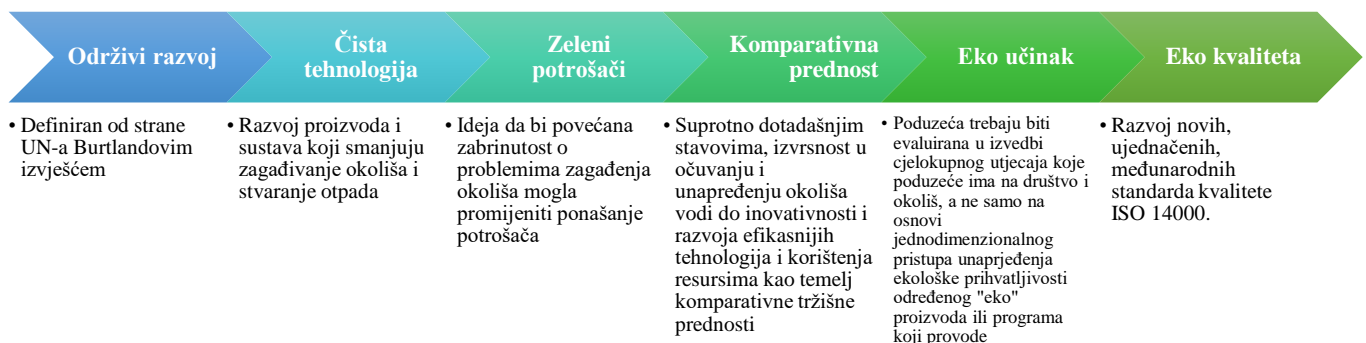 Održivi razvoj
Čista
tehnologija
Zeleni
potrošači
Komparativna
prednost
Eko učinak
Eko kvaliteta
• Definiran od strane
UN-a Burtlandovim
izvješćem
• Razvoj proizvoda i
sustava koji smanjuju
zagađivanje okoliša i
stvaranje otpada
• Ideja da bi povećana
zabrinutost o
problemima zagađenja
okoliša mogla
promijeniti ponašanje
potrošača
• Suprotno dotadašnjim
stavovima, izvrsnost u
očuvanju i
unapređenju okoliša
vodi do inovativnosti i
razvoja efikasnijih
tehnologija i korištenja
resursima kao temelj
komparativne tržišne
prednosti
• Poduzeća trebaju biti
evaluirana u izvedbi
cjelokupnog utjecaja koje
poduzeće ima na društvo i
okoliš, a ne samo na
osnovi
jednodimenzionalnog
pristupa unaprjeđenja
ekološke prihvatljivosti
određenog "eko"
proizvoda ili programa
koji provode
• Razvoj novih,
ujednačenih,
međunarodnih
standarda kvalitete
ISO 14000.